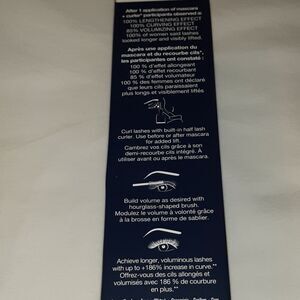 After 1 application of mascara
+ curler* participants observed a:
100% LENGTHENING EFFECT
100% CURVING EFFECT
85% VOLUMIZING EFFECT
100% of women said lashes
looked longer and visibly lifted.
Après une application du
mascara et du recourbe cils*,
les participantes ont constaté :
100 % d'effet allongeant
100 % d'effet recourbant
85 % d'effet volumateur
100 % des femmes ont déclaré
que leurs cils paraissaient
plus longs et visiblement liftés
Curl lashes with built-in half lash
curler. Use before or after mascara
for added lift.
Cambrez vos cils grâce à son
demi-recourbe cils intégré. À
utiliser avant ou après le mascara.
Build volume as desired with
hourglass-shaped brush.
Modulez le volume à volonté grâce
à la brosse en forme de sablier.
Achieve longer, voluminous lashes
with up to +186% increase in curve.**
Offrez-vous des cils allongés et
volumisés avec 186 % de courbure
en plus.**